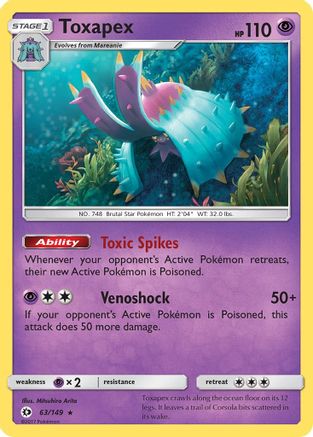 STAGE 1
Toxapex
HP 110
Evolves from Mareanie
NO. 748 Brutal Star Pokémon HT: 2'04" WT: 32.0 lbs.
Ability Toxic Spikes
Whenever your opponent's Active Pokémon retreats,
their new Active Pokémon is Poisoned.
Venoshock 50+
If your opponent's Active Pokémon is Poisoned, this
attack does 50 more damage.
weakness × 2 resistance retreat
Illus. Mitsuhiro Arita
63/149 ★
©2017 Pokémon
Toxapex crawls along the ocean floor on its 12
legs. It leaves a trail of Corsola bits scattered in
its wake.